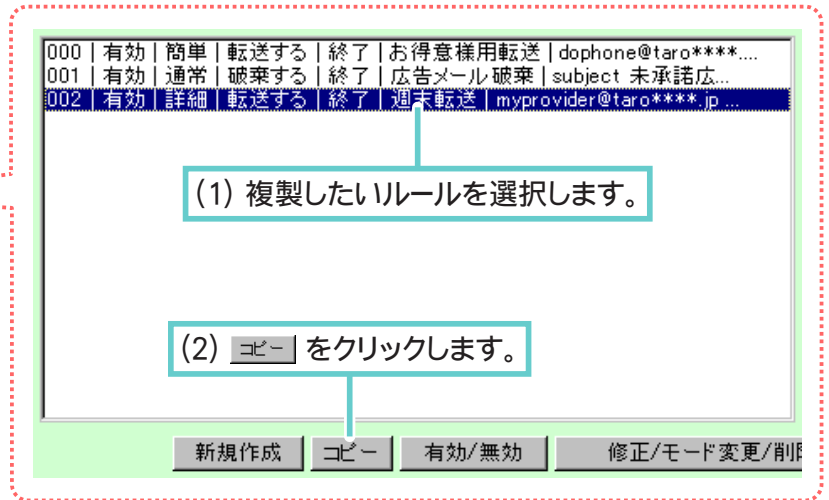 000 | 有効 | 簡単 | 転送する | 終了 | お得意様用転送 | dophone@taro****....
001 | 有効 | 通常 | 破棄する | 終了 | 広告メール破棄 | subject 未承諾広...
002 | 有効 | 詳細 | 転送する | 終了 | 週末転送 | myprovider@taro****.jp ...
(1) 複製したいルールを選択します。
(2) コピー をクリックします。
新規作成 コピー 有効/無効 修正/モード変更/削